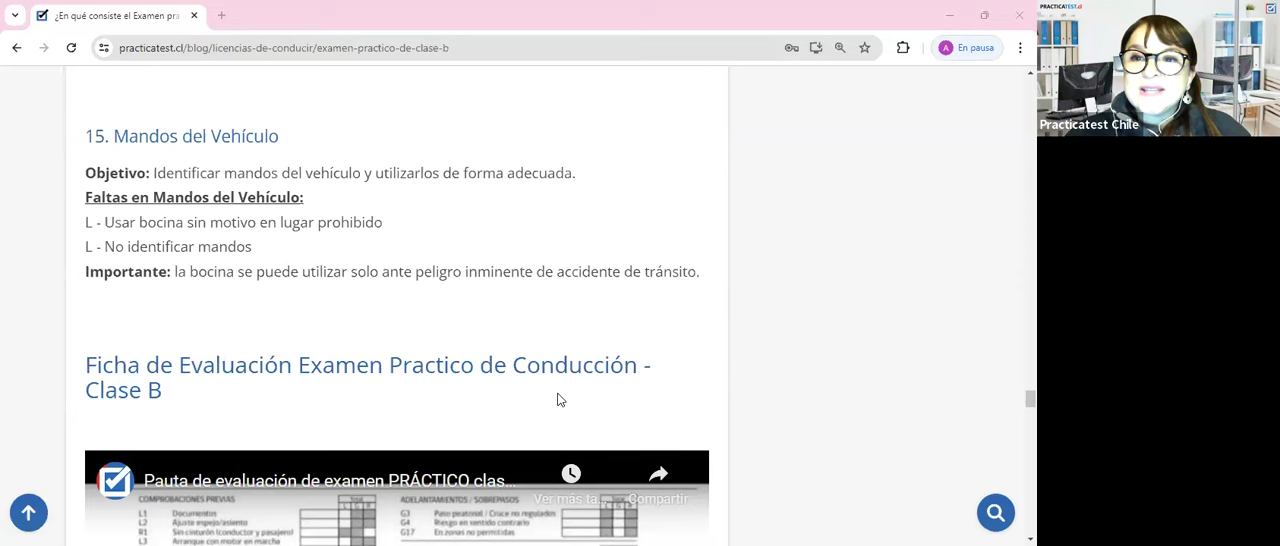 ¿En qué consiste el Examen pra
practicatest.cl/blog/licencias-de-conducir/examen-practico-de-clase-b
A
En pausa
PRACTICATEST.cl
Practicatest Chile
15. Mandos del Vehículo
Objetivo: Identificar mandos del vehículo y utilizarlos de forma adecuada.
Faltas en Mandos del Vehículo:
L - Usar bocina sin motivo en lugar prohibido
L - No identificar mandos
Importante: la bocina se puede utilizar solo ante peligro inminente de accidente de tránsito.
Ficha de Evaluación Examen Practico de Conducción -
Clase B
Pauta de evaluación de examen PRÁCTICO clas...
Ver más ta... Compartir
COMPROBACIONES PREVIAS
L G R
L1 Documentos
L2 Ajuste espejo/asiento
R1 Sin cinturón (conductor y pasajero)
L3 Arranque con motor en marcha
ADELANTAMIENTOS / SOBREPASOS
L G R
G3 Paso peatonal / Cruce no regulados
G4 Riesgo en sentido contrario
G17 En zonas no permitidas